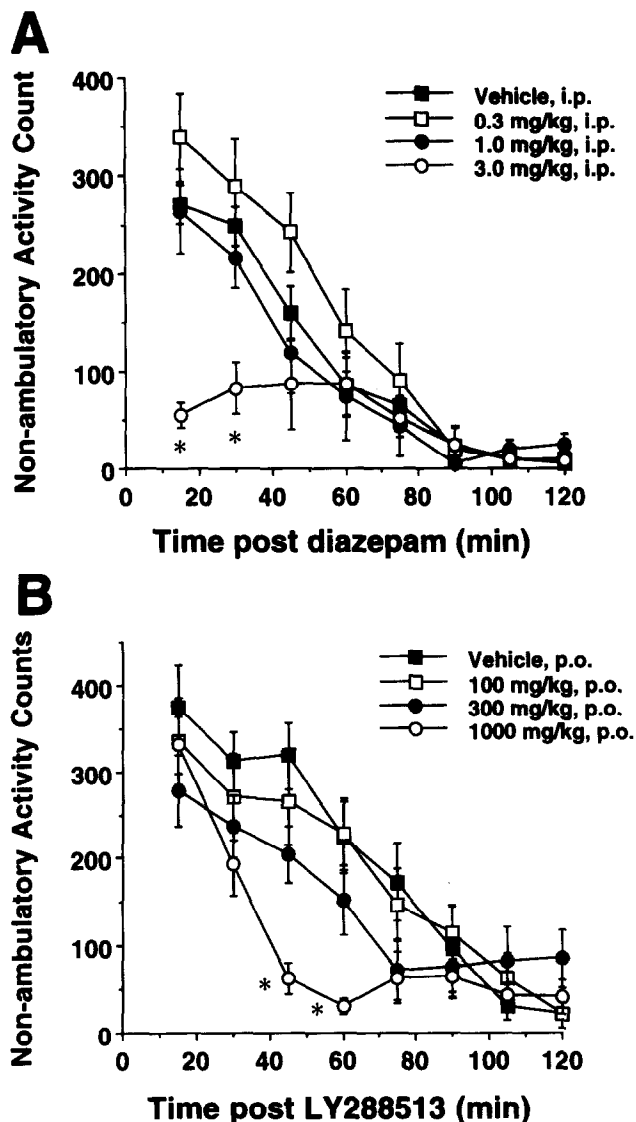 A
Non-ambulatory Activity Count
400
300
200
100
0
Vehicle, i.p.
0.3 mg/kg, i.p.
1.0 mg/kg, i.p.
3.0 mg/kg, i.p.
* *
0 20 40 60 80 100 120
Time post diazepam (min)
B
Non-ambulatory Activity Counts
400
300
200
100
0
Vehicle, p.o.
100 mg/kg, p.o.
300 mg/kg, p.o.
1000 mg/kg, p.o.
* *
0 20 40 60 80 100 120
Time post LY288513 (min)